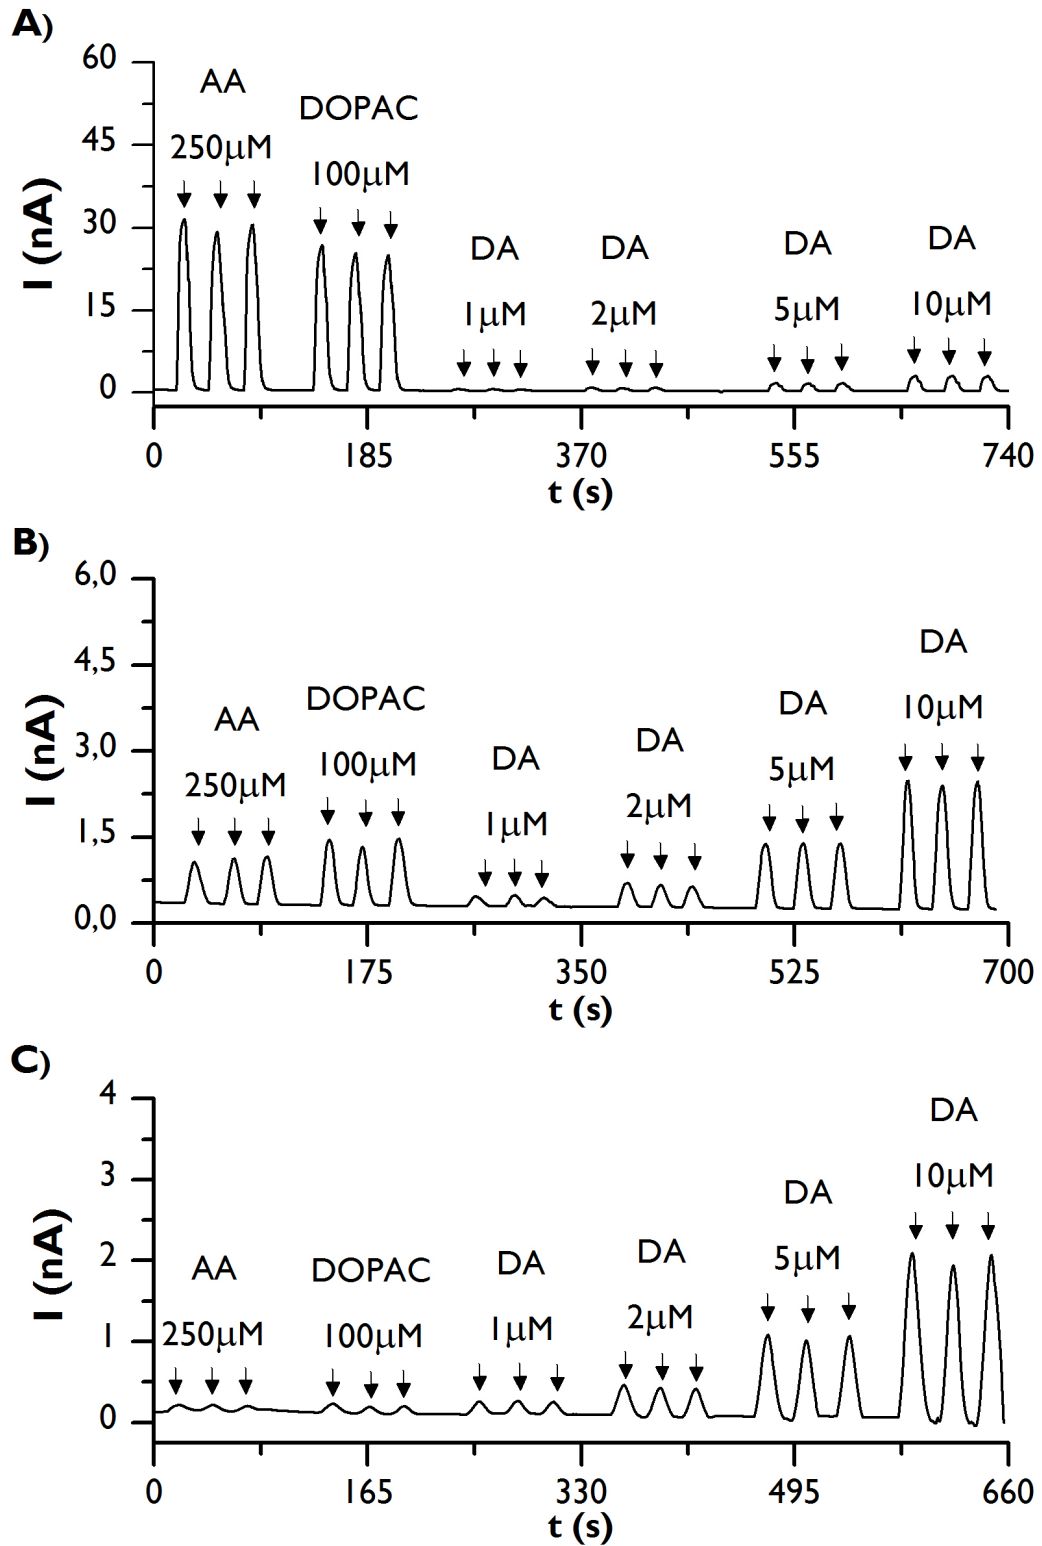 A)
60
AA
DOPAC
45
250µM
100µM
I (nA)
30
DA
DA
DA
DA
15
1µM
2µM
5µM
10µM
0
0
185
370
555
740
t (s)
B)
6,0
4,5
DA
DOPAC
DA
10µM
AA
I (nA)
3,0
DA
DA
100µM
5µM
250µM
2µM
1,5
1µM
0,0
0
175
350
525
700
t (s)
C)
4
DA
3
10µM
DA
I (nA)
2
AA
DOPAC
DA
DA
5µM
1
250µM
100µM
1µM
2µM
0
0
165
330
495
660
t (s)